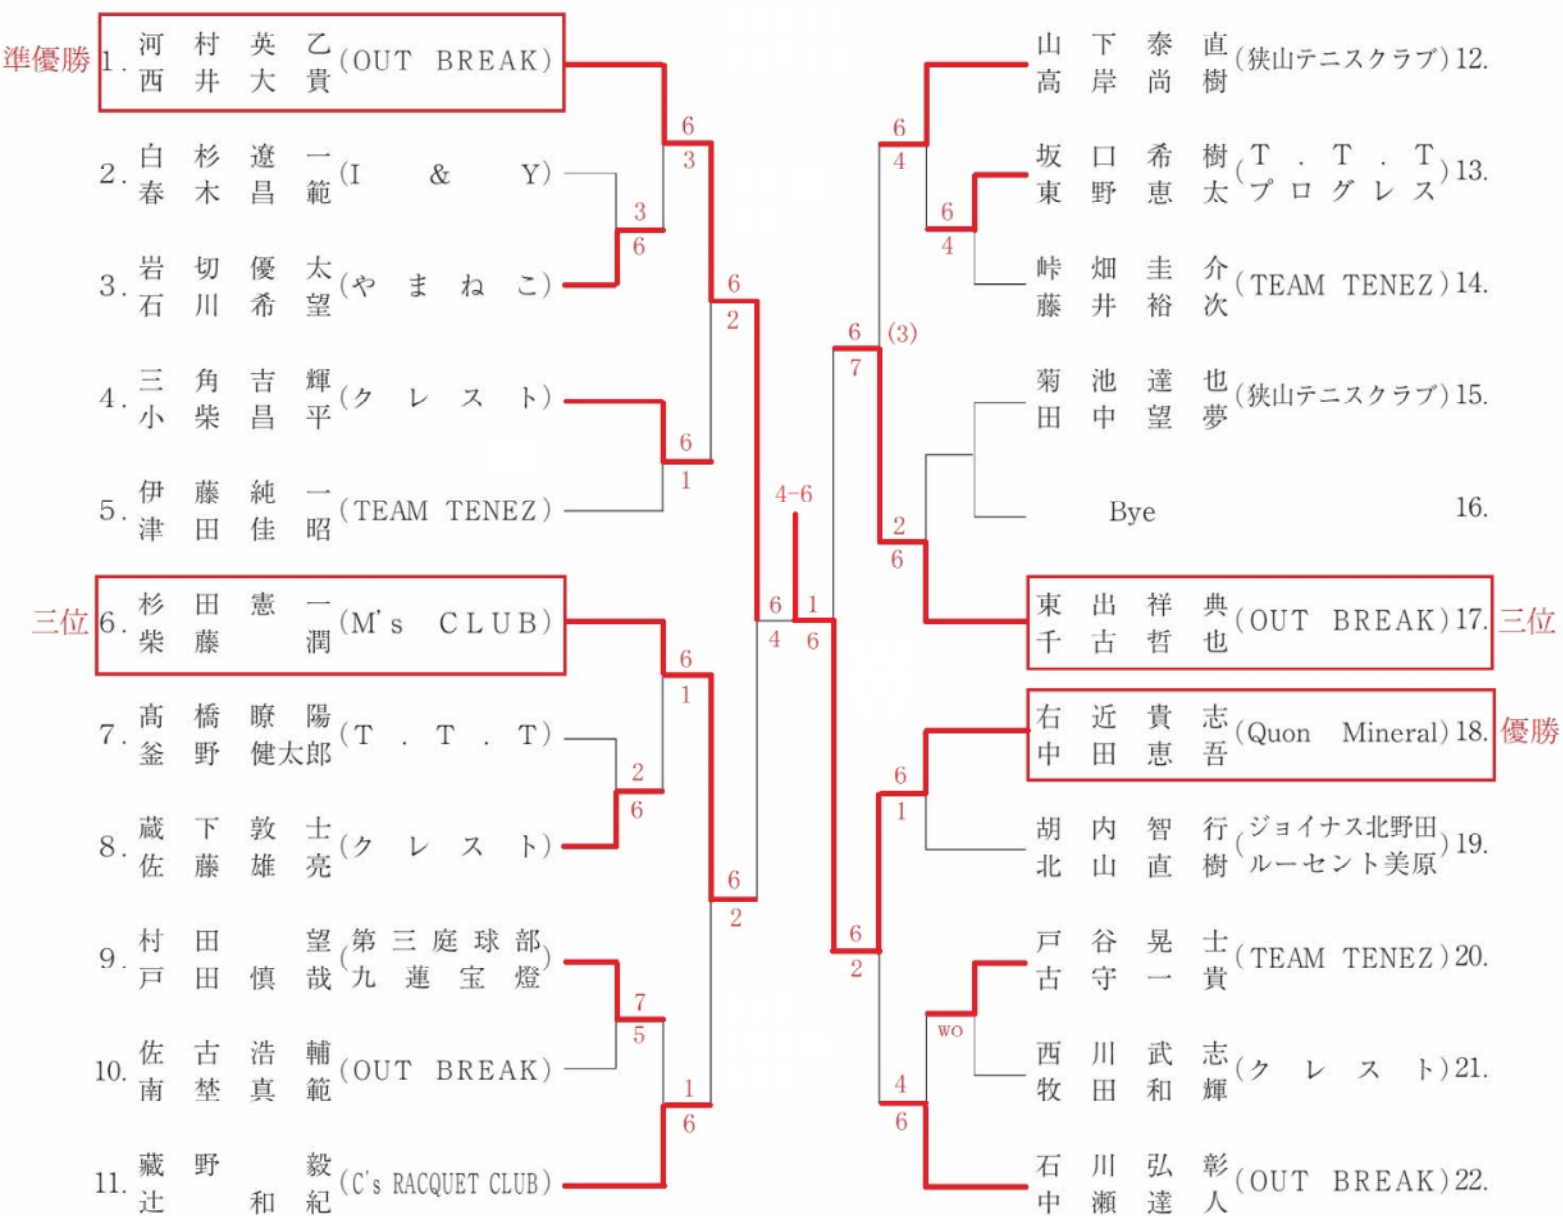 準優勝
1. 河村英乙 (OUT BREAK)
西井大貴
2. 白杉遼一 (I & Y)
春木昌範
3. 岩切優太 (やまねこ)
石川希望
4. 三角吉輝 (クレスト)
小柴昌平
5. 伊藤純一 (TEAM TENEZ)
津田佳昭
三位
6. 杉田憲一 (M's CLUB)
柴藤潤
7. 髙橋瞭陽 (T.T.T)
釜野健太郎
8. 蔵下敦士 (クレスト)
佐藤雄亮
9. 村田望 (第三庭球部
戸田慎哉 九蓮宝燈)
10. 佐古浩輔 (OUT BREAK)
南埜真範
11. 藏野毅 (C's RACQUET CLUB)
辻和紀
3
6
2
6
7
5
6
3
6
1
6
1
1
6
6
2
6
2
6
4
4-6
1
6
6
7
(3)
6
2
6
4
2
6
6
1
4
6
6
4
wo
山下泰直 (狭山テニスクラブ) 12.
高岸尚樹
坂口希樹 (T.T.T
東野恵太 プログレス) 13.
峠畑圭介 (TEAM TENEZ) 14.
藤井裕次
菊池達也 (狭山テニスクラブ) 15.
田中望夢
Bye 16.
東出祥典 (OUT BREAK) 17.
千古哲也
三位
右近貴志 (Quon Mineral) 18.
中田恵吾
優勝
胡内智行 (ジョイナス北野田
北山直樹 ルーセント美原) 19.
戸谷晃士 (TEAM TENEZ) 20.
古守一貴
西川武志 (クレスト) 21.
牧田和輝
石川弘彰 (OUT BREAK) 22.
中瀬達人